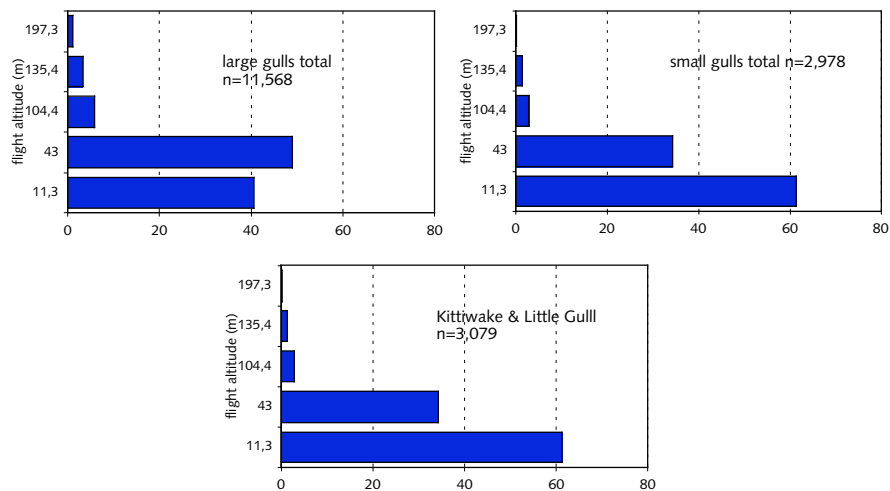 flight altitude (m)
197,3
135,4
104,4
43
11,3
large gulls total
n=11,568
0 20 40 60 80
flight altitude (m)
197,3
135,4
104,4
43
11,3
small gulls total n=2,978
0 20 40 60 80
flight altitude (m)
197,3
135,4
104,4
43
11,3
Kittiwake & Little Gulll
n=3,079
0 20 40 60 80